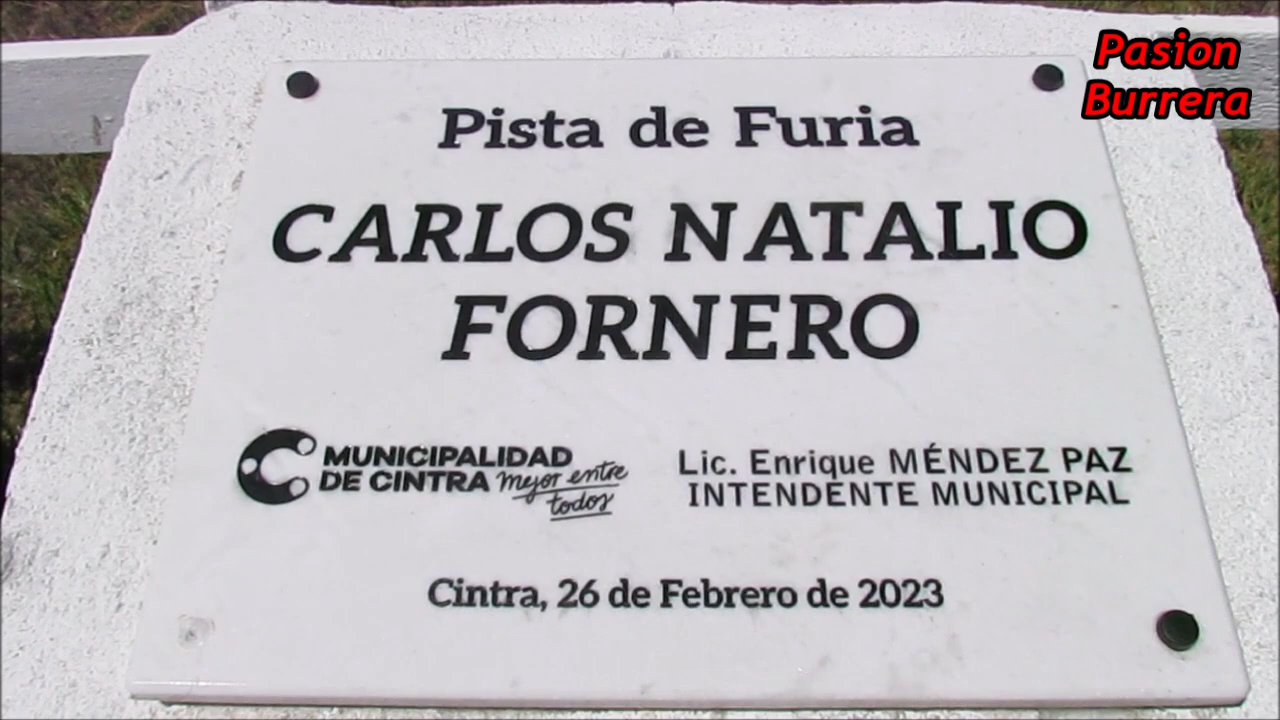 Pasion
Burrera
Pista de Furia
CARLOS NATALIO
FORNERO
MUNICIPALIDAD
DE CINTRA mejor entre
todos
Lic. Enrique MÉNDEZ PAZ
INTENDENTE MUNICIPAL
Cintra, 26 de Febrero de 2023